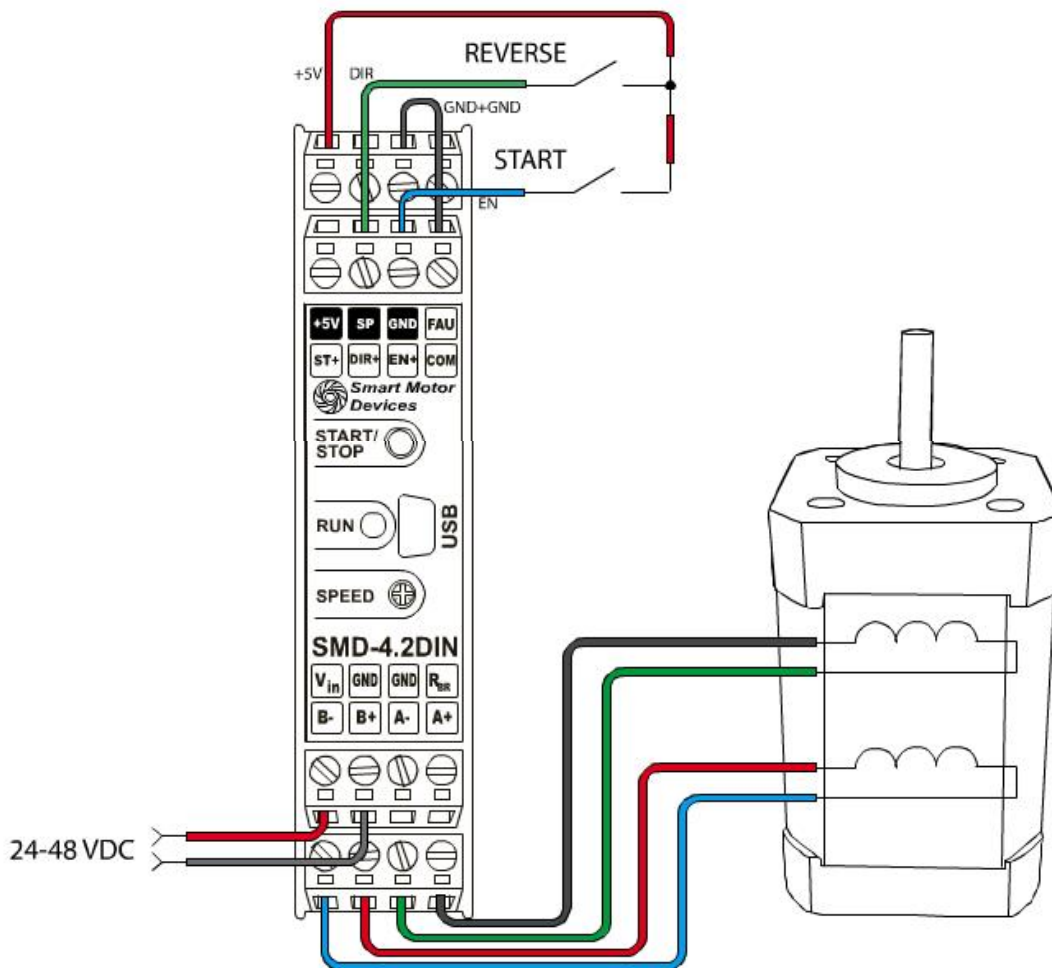 REVERSE
+5V
DIR
GND+GND
START
EN
+5V SP GND FAU
ST+ DIR+ EN+ COM
Smart Motor
Devices
START/
STOP
RUN
USB
SPEED
SMD-4.2DIN
Vin GND GND RBR
B- B+ A- A+
24-48 VDC